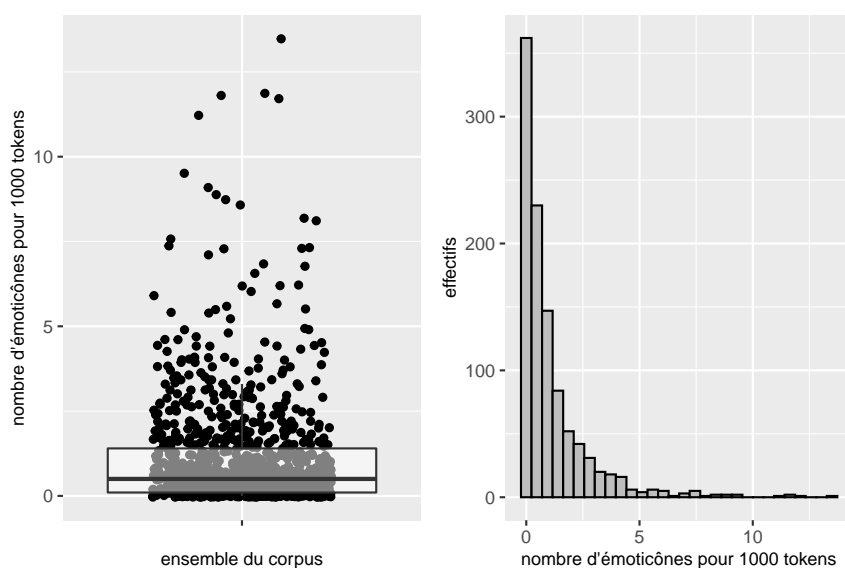 nombre d'émoticônes pour 1000 tokens
10
5
0
ensemble du corpus
effectifs
300
200
100
0
0 5 10
nombre d'émoticônes pour 1000 tokens